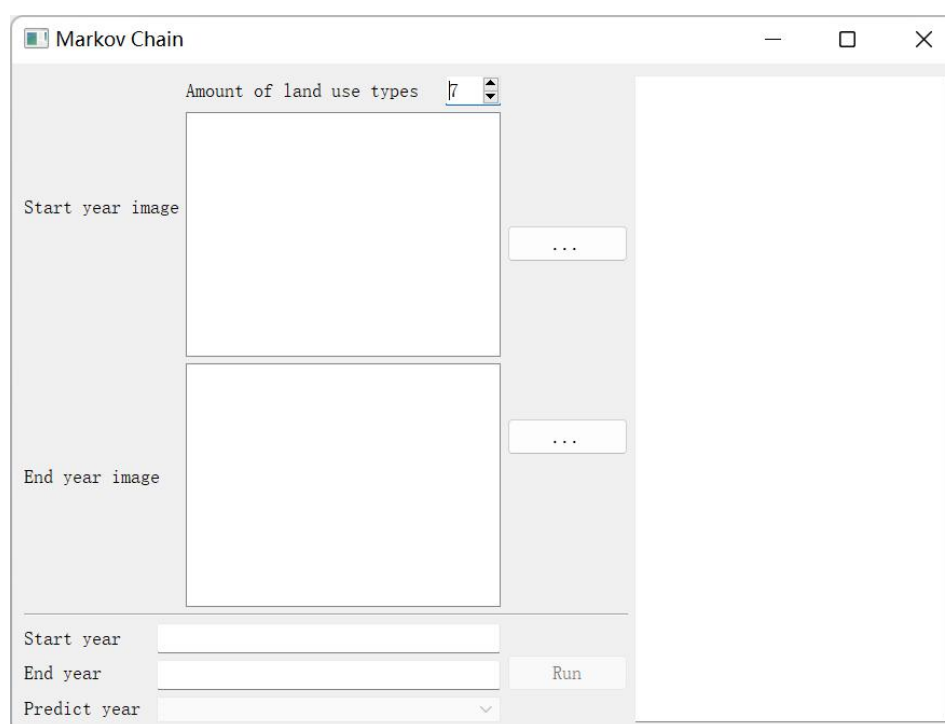 Markov Chain
Amount of land use types 7
Start year image
...
...
End year image
Start year
End year
Run
Predict year